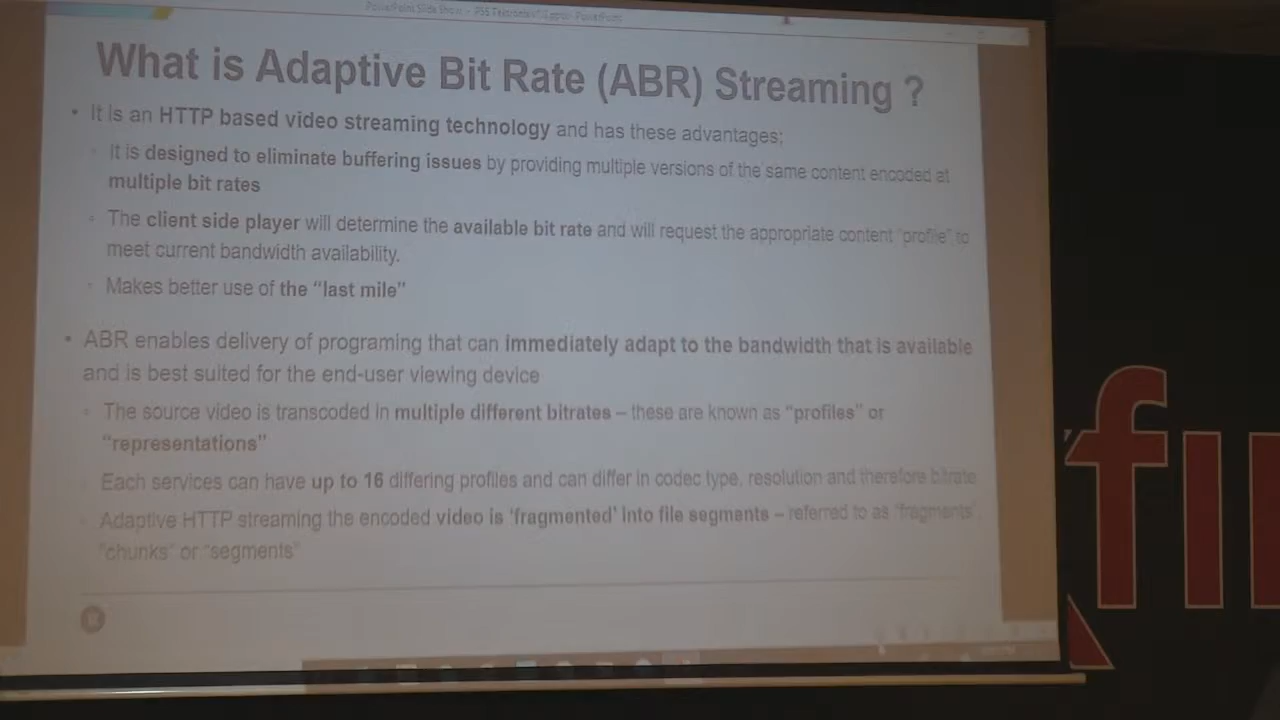 PowerPoint Slide Show -
PowerPoint
What is Adaptive Bit Rate (ABR) Streaming ?
• It is an HTTP based video streaming technology and has these advantages;
◦ It is designed to eliminate buffering issues by providing multiple versions of the same content encoded at
multiple bit rates
◦ The client side player will determine the available bit rate and will request the appropriate content "profile" to
meet current bandwidth availability.
◦ Makes better use of the "last mile"
• ABR enables delivery of programing that can immediately adapt to the bandwidth that is available
and is best suited for the end-user viewing device
◦ The source video is transcoded in multiple different bitrates – these are known as "profiles" or
"representations"
◦ Each services can have up to 16 differing profiles and can differ in codec type, resolution and therefore bitrate
◦ Adaptive HTTP streaming the encoded video is 'fragmented' into file segments – referred to as 'fragments',
"chunks" or "segments"